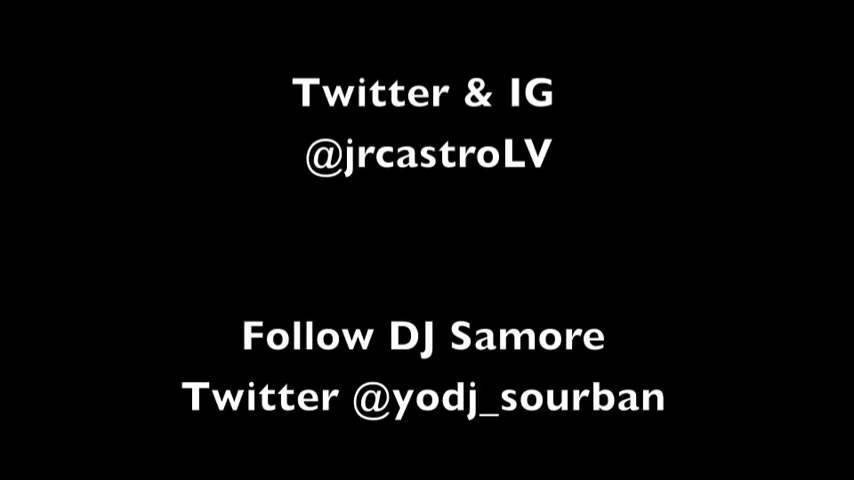 Twitter & IG
@jrcastroLV
Follow DJ Samore
Twitter @yodj_sourban